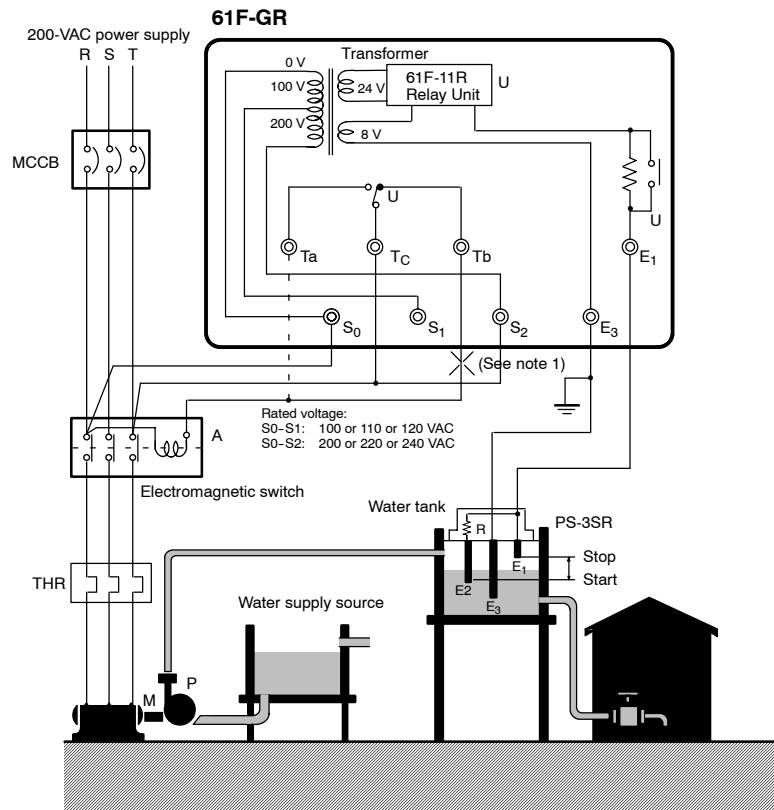 61F-GR
200-VAC power supply
R S T
MCCB
Transformer
0 V
100 V
200 V
24 V
8 V
61F-11R
Relay Unit
U
U
U
Ta
TC
Tb
E1
S0
S1
S2
E3
(See note 1)
Rated voltage:
S0-S1: 100 or 110 or 120 VAC
S0-S2: 200 or 220 or 240 VAC
A
Electromagnetic switch
Water tank
PS-3SR
R
E1
E2
E3
Stop
Start
THR
Water supply source
M
P